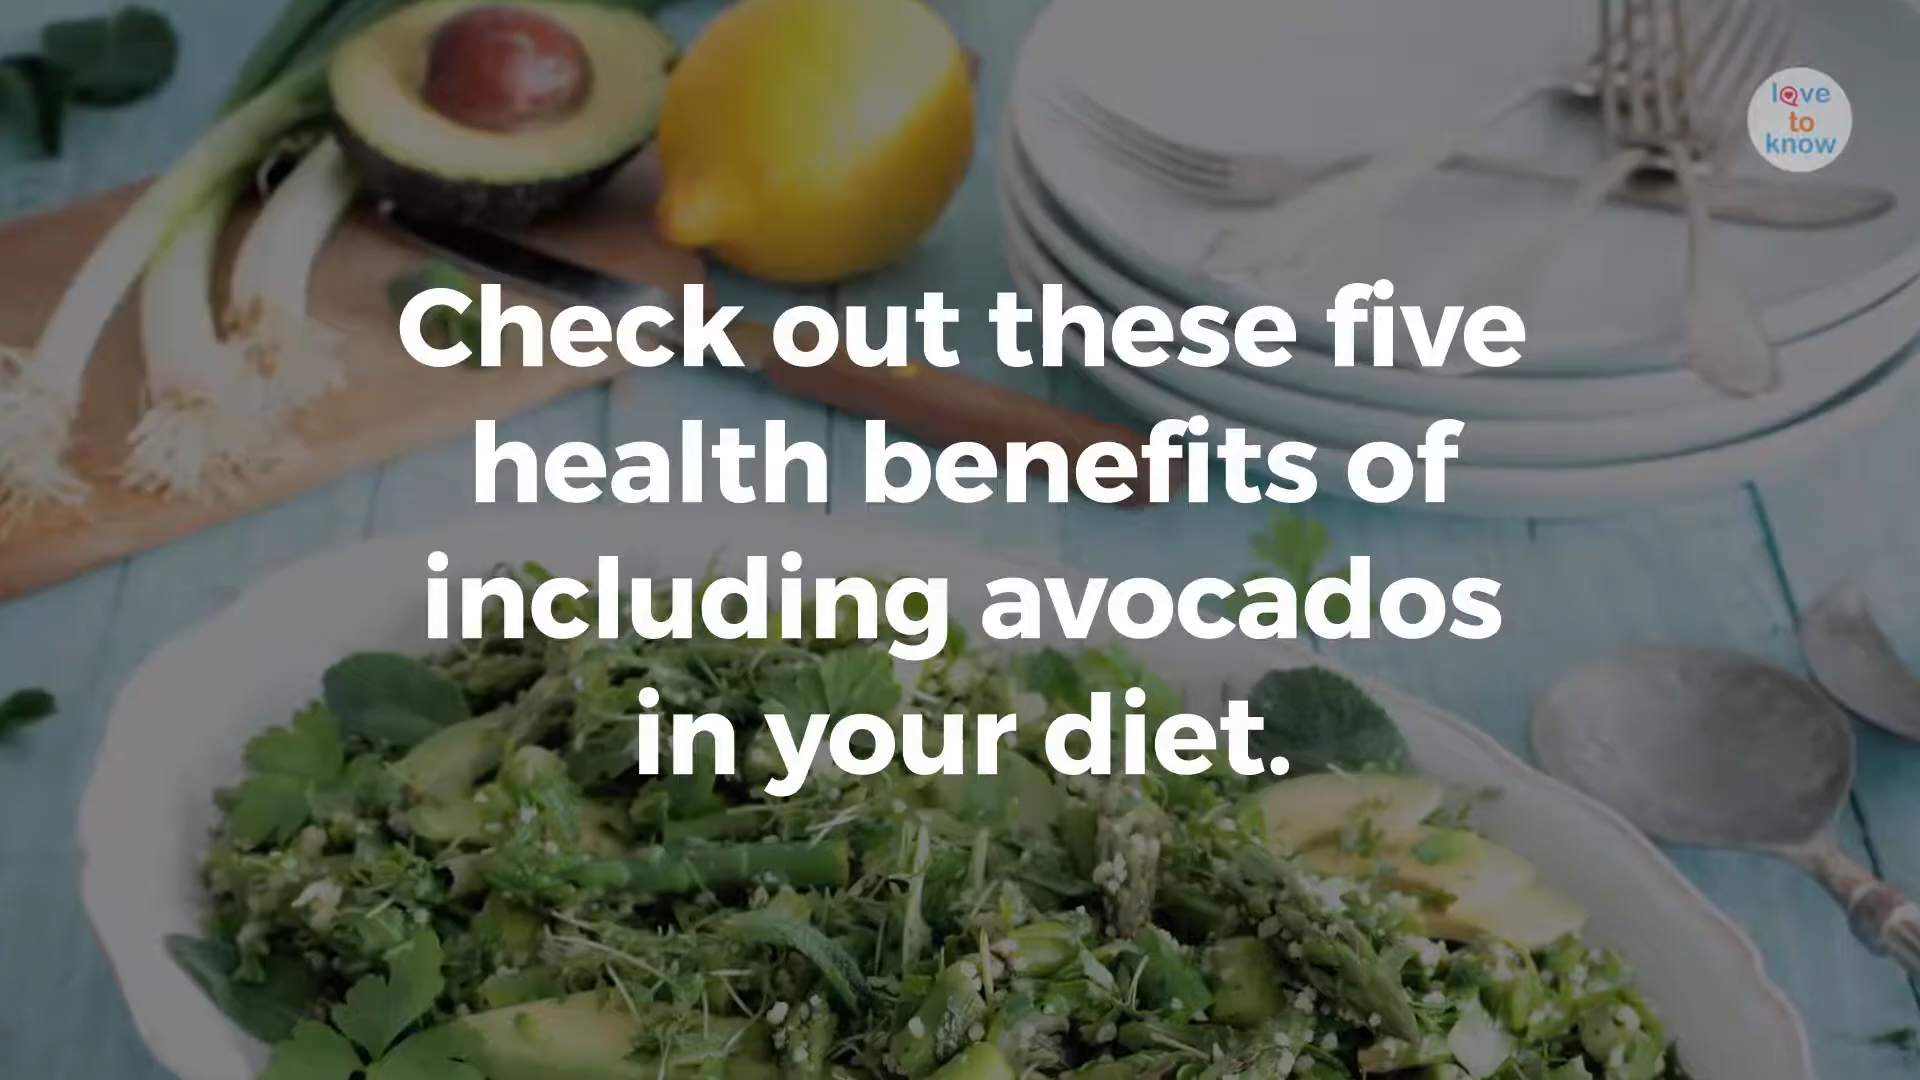 love
to
know
Check out these five
health benefits of
including avocados
in your diet.